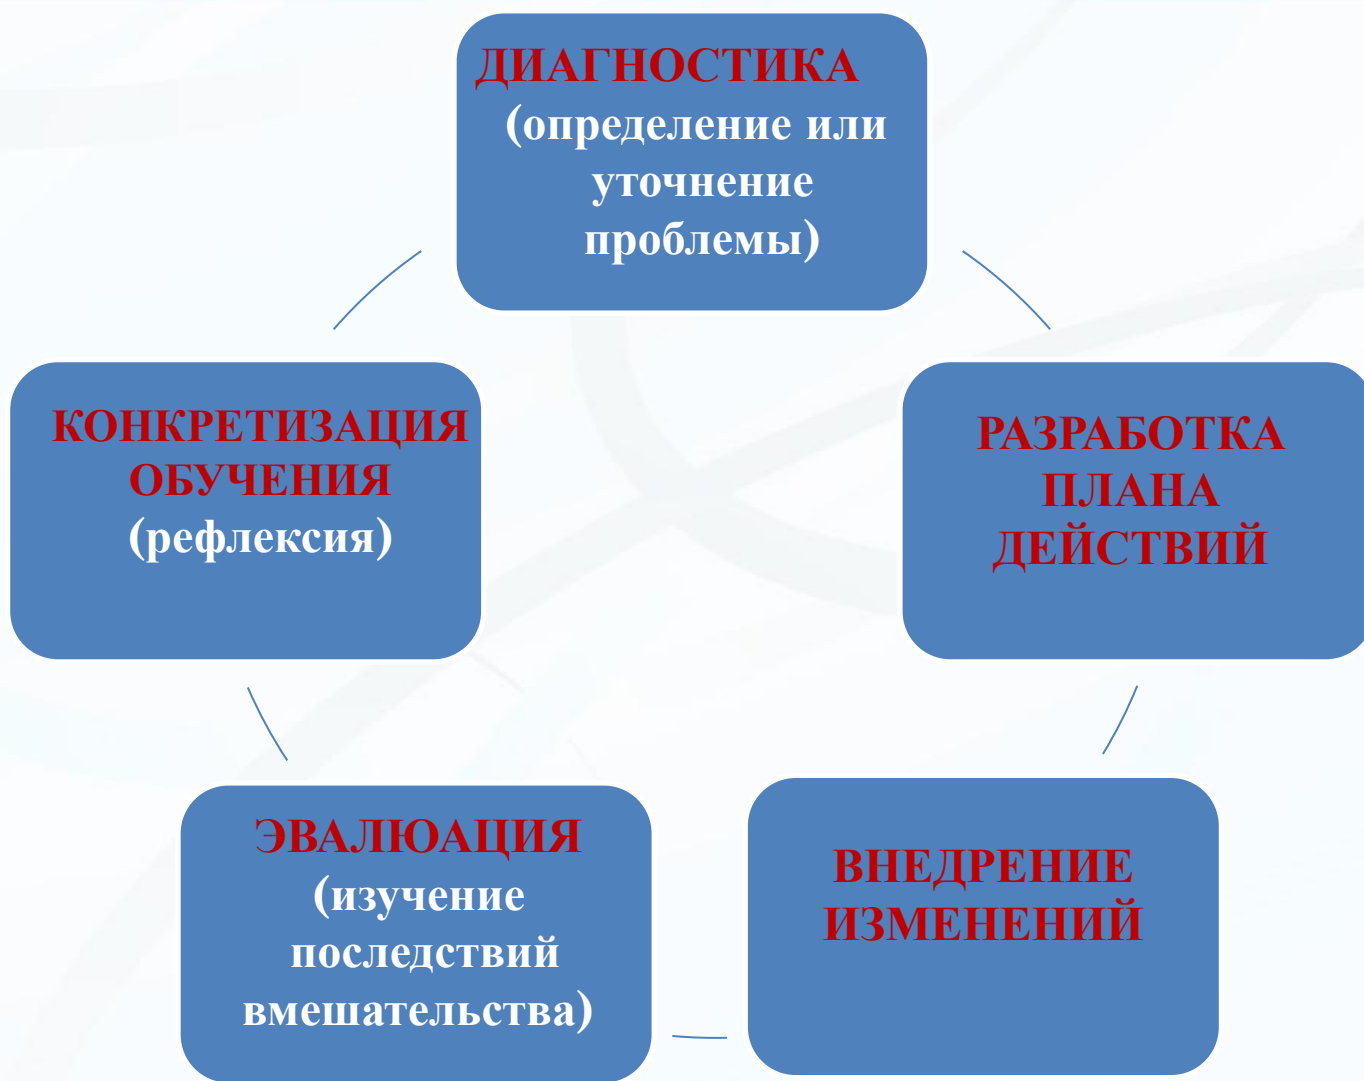 ДИАГНОСТИКА
(определение или
уточнение
проблемы)
РАЗРАБОТКА
ПЛАНА
ДЕЙСТВИЙ
ВНЕДРЕНИЕ
ИЗМЕНЕНИЙ
ЭВАЛЮАЦИЯ
(изучение
последствий
вмешательства)
КОНКРЕТИЗАЦИЯ
ОБУЧЕНИЯ
(рефлексия)